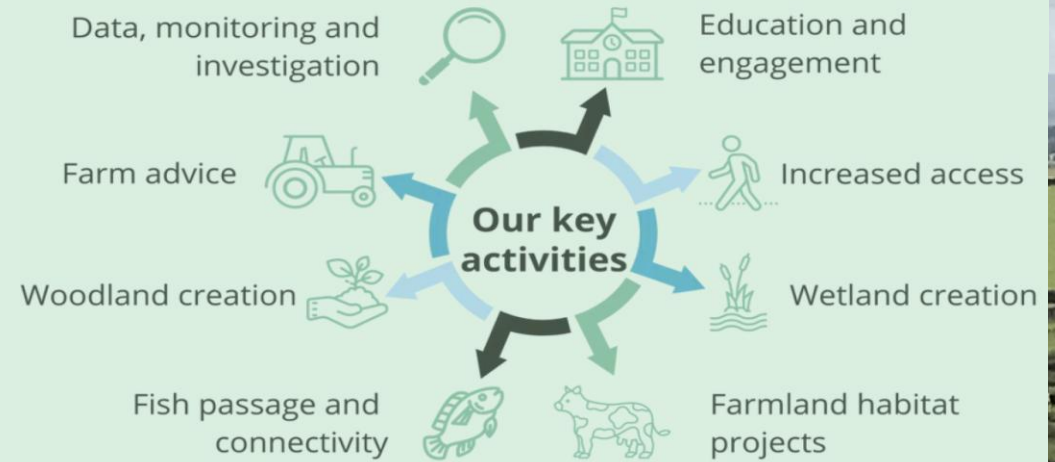 Data, monitoring and
investigation
Education and
engagement
Farm advice
Increased access
Our key
activities
Woodland creation
Wetland creation
Fish passage and
connectivity
Farmland habitat
projects